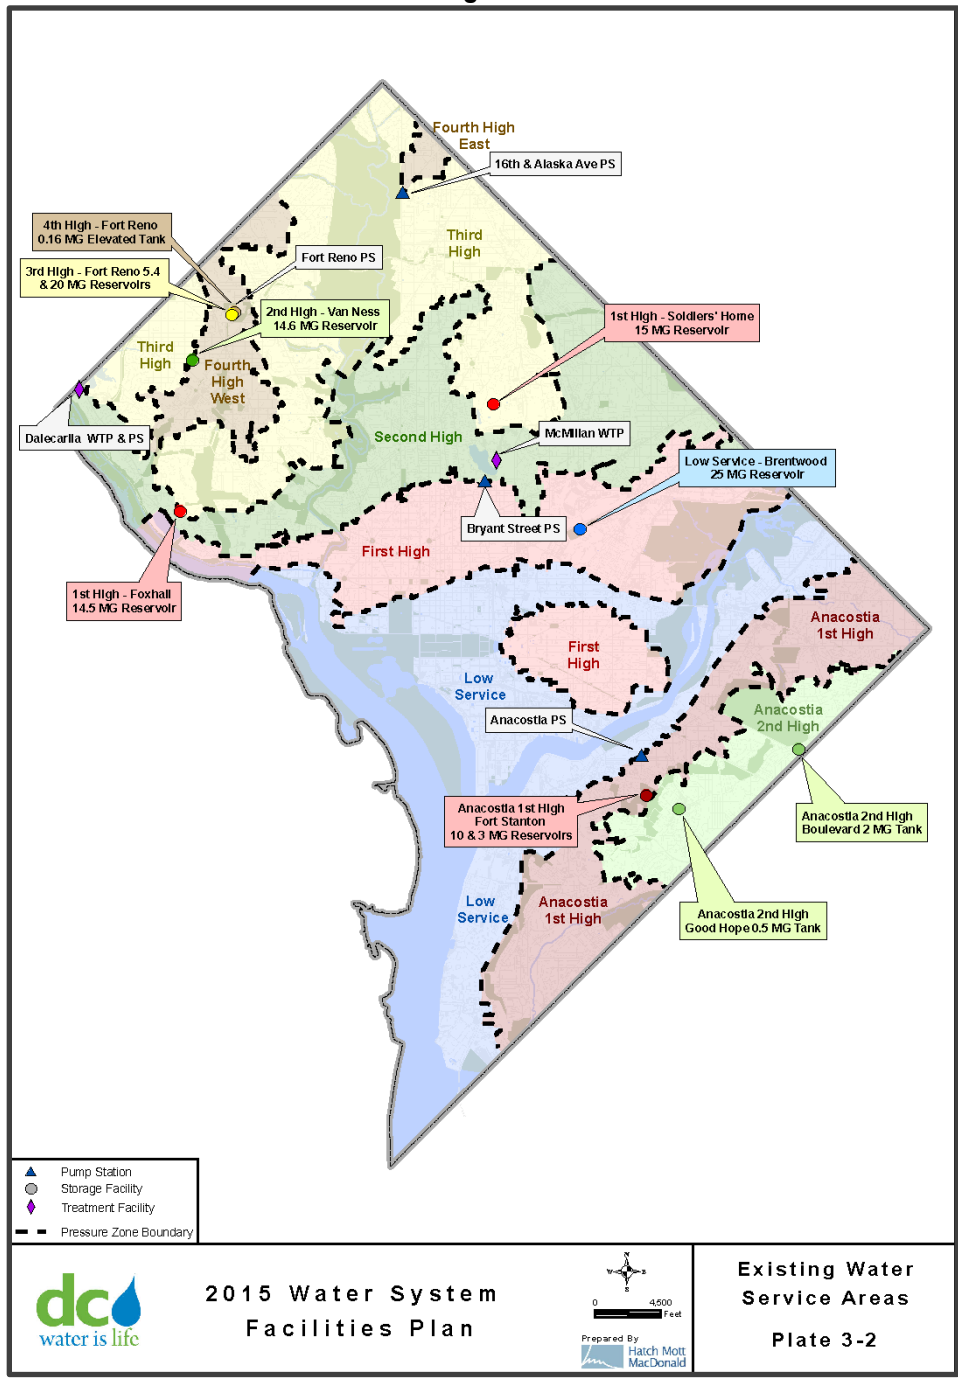 Fourth High
East
16th & Alaska Ave PS
4th High - Fort Reno
0.16 MG Elevated Tank
Third
High
Fort Reno PS
3rd High - Fort Reno 5.4
& 20 MG Reservoirs
2nd High - Van Ness
14.6 MG Reservoir
1st High - Soldiers' Home
15 MG Reservoir
Third
High
Fourth
High
West
Dalecarlia WTP & PS
Second High
McMillan WTP
Low Service - Brentwood
25 MG Reservoir
Bryant Street PS
First High
1st High - Foxhall
14.5 MG Reservoir
Anacostia
1st High
First
High
Low
Service
Anacostia
2nd High
Anacostia PS
Anacostia 1st High
Fort Stanton
10 & 3 MG Reservoirs
Anacostia 2nd High
Boulevard 2 MG Tank
Low
Service
Anacostia
1st High
Anacostia 2nd High
Good Hope 0.5 MG Tank
Pump Station
Storage Facility
Treatment Facility
Pressure Zone Boundary
dc
water is life
2015 Water System
Facilities Plan
N
W E
S
0 4,500
Feet
Prepared By
Hatch Mott
MacDonald
Existing Water
Service Areas
Plate 3-2